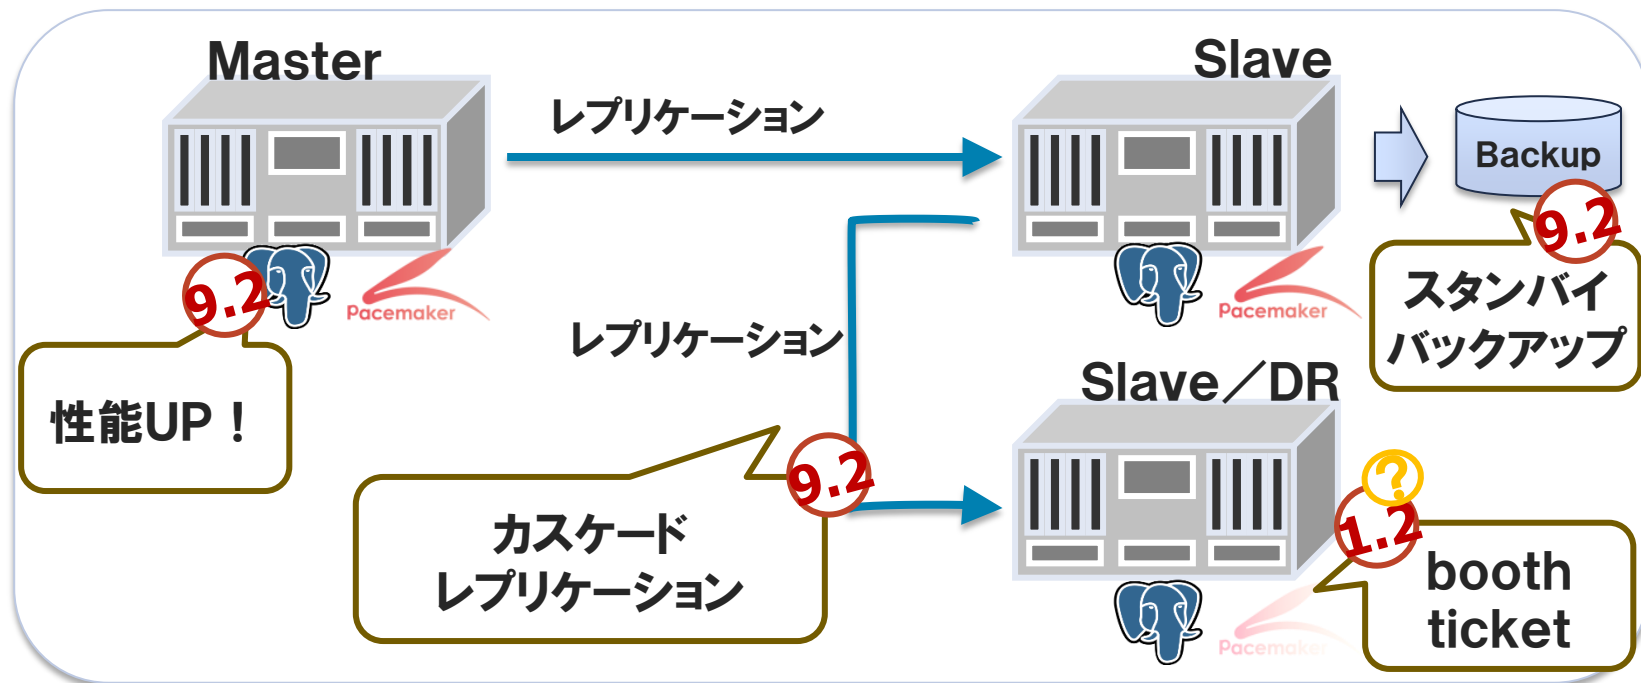 Master
Slave
レプリケーション
Backup
9.2
スタンバイ
バックアップ
Pacemaker
Pacemaker
9.2
性能UP！
レプリケーション
Slave／DR
9.2
カスケード
レプリケーション
?
1.2
booth
ticket
Pacemaker